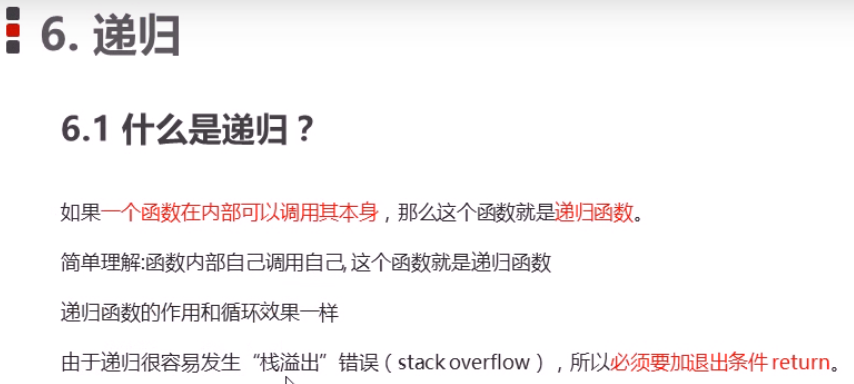 6. 递归
6.1 什么是递归？
如果一个函数在内部可以调用其本身，那么这个函数就是递归函数。
简单理解:函数内部自己调用自己, 这个函数就是递归函数
递归函数的作用和循环效果一样
由于递归很容易发生“栈溢出”错误（stack overflow），所以必须要加退出条件 return。